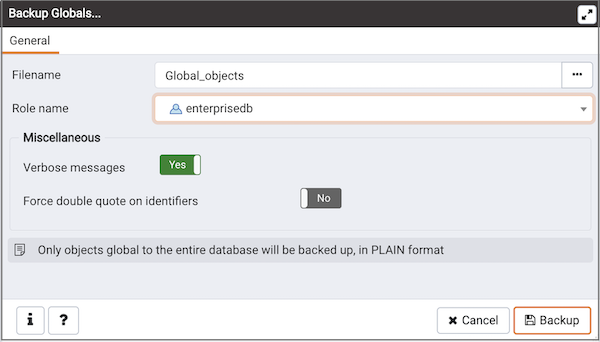 Backup Globals...
General
Filename Global_objects
Role name enterprisedb
Miscellaneous
Verbose messages Yes
Force double quote on identifiers No
Only objects global to the entire database will be backed up, in PLAIN format
i ? Cancel Backup